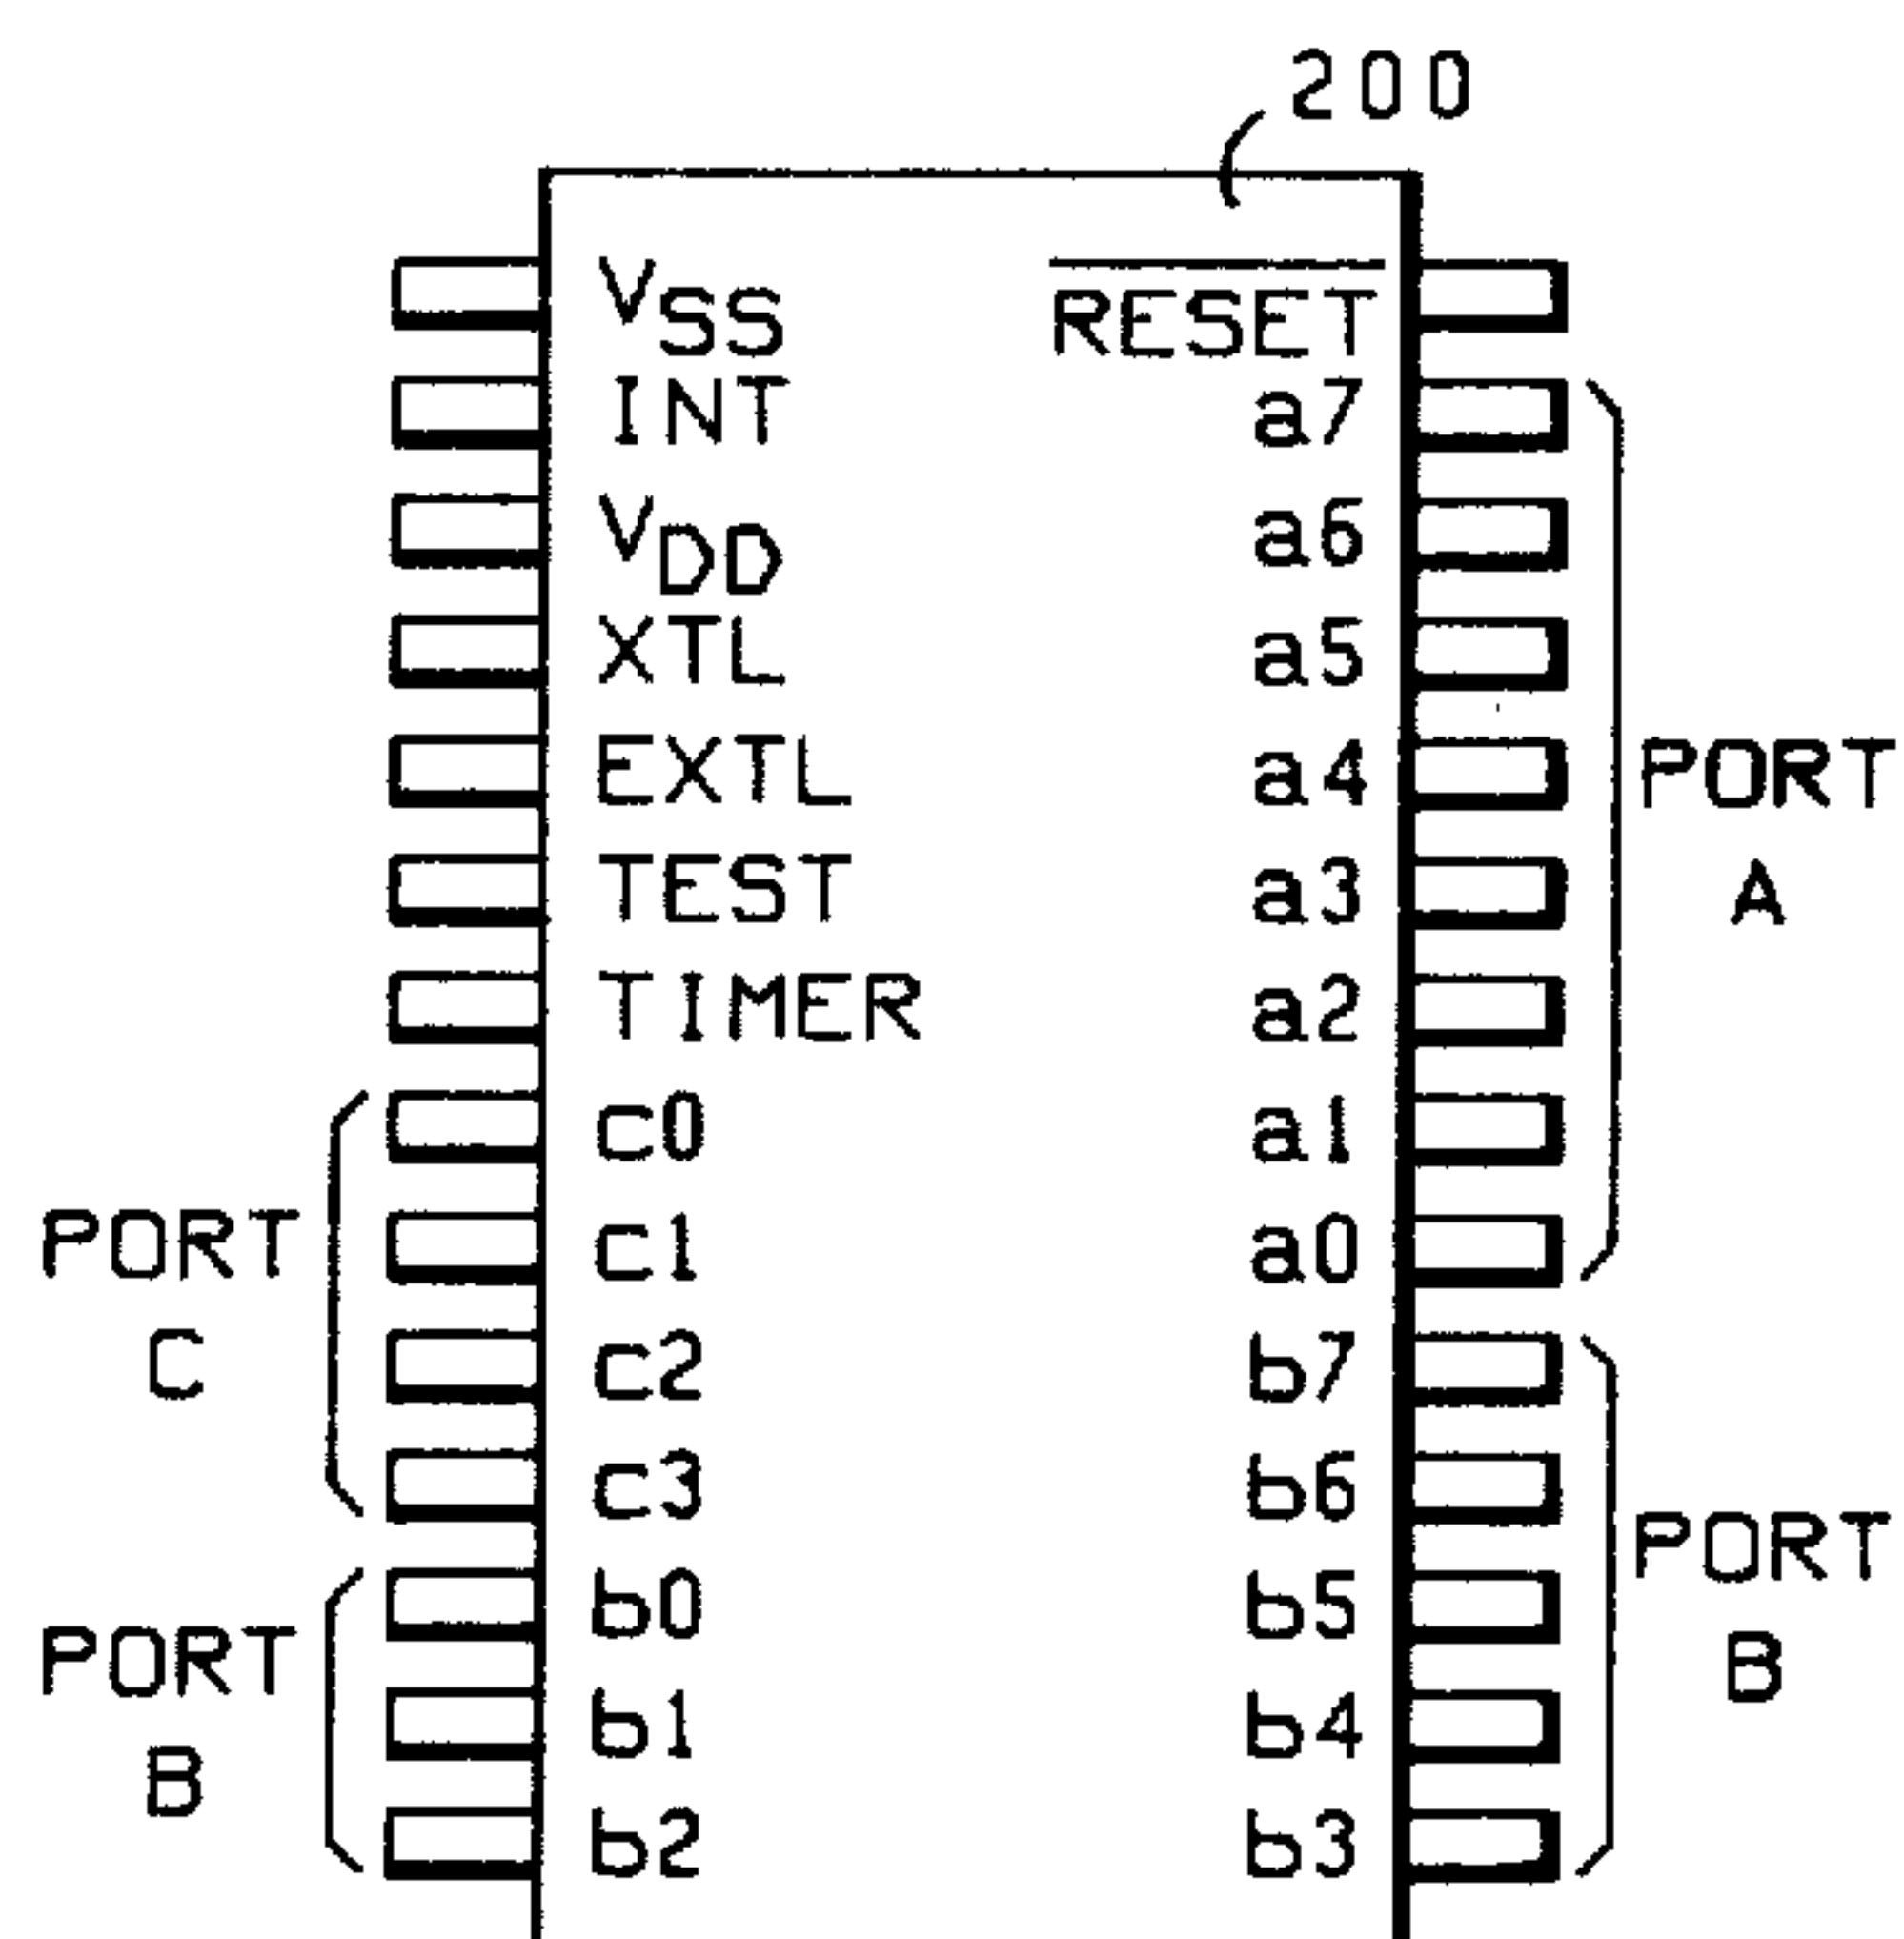 200
VSS RESET
INT a7
VDD a6
XTL a5
EXTL a4
PORT
TEST a3
A
TIMER a2
c0 a1
PORT
c1 a0
C
c2 b7
c3 b6
PORT
b0 b5
PORT
B
b1 b4
B
b2 b3